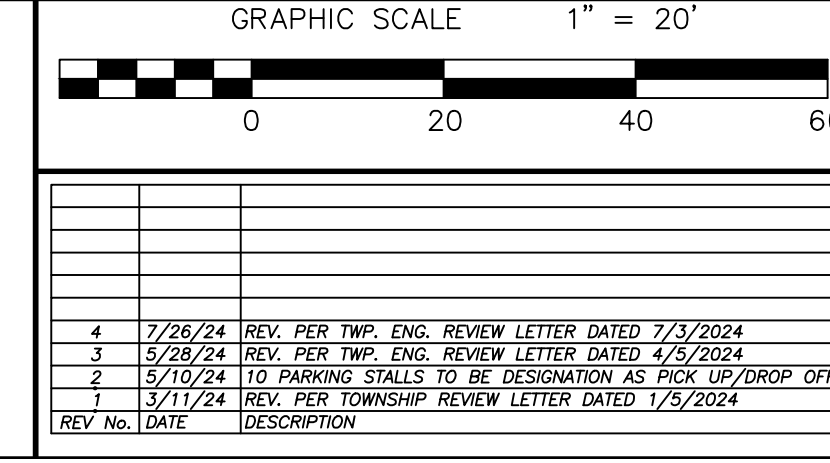 GRAPHIC SCALE 1" = 20'
0 20 40
4 7/26/24 REV. PER TWP. ENG. REVIEW LETTER DATED 7/3/2024
3 5/28/24 REV. PER TWP. ENG. REVIEW LETTER DATED 4/5/2024
2 5/10/24 10 PARKING STALLS TO BE DESIGNATION AS PICK UP/DROP
1 3/11/24 REV. PER TOWNSHIP REVIEW LETTER DATED 1/5/2024
REV No. DATE DESCRIPTION